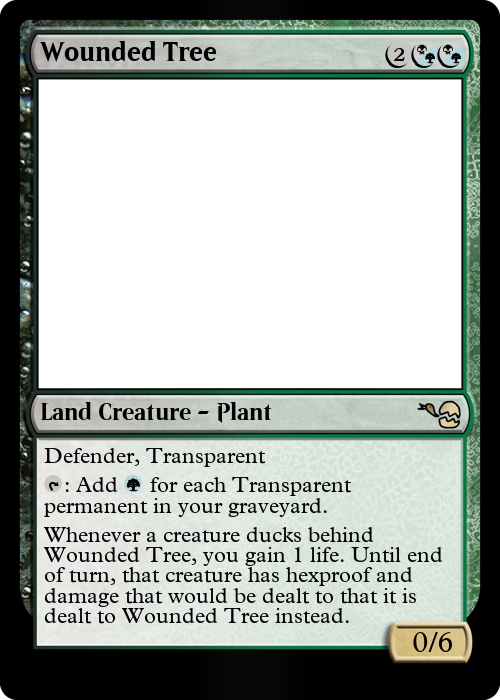 Wounded Tree 2
Land Creature – Plant
Defender, Transparent
: Add for each Transparent
permanent in your graveyard.
Whenever a creature ducks behind
Wounded Tree, you gain 1 life. Until end
of turn, that creature has hexproof and
damage that would be dealt to that it is
dealt to Wounded Tree instead.
0/6